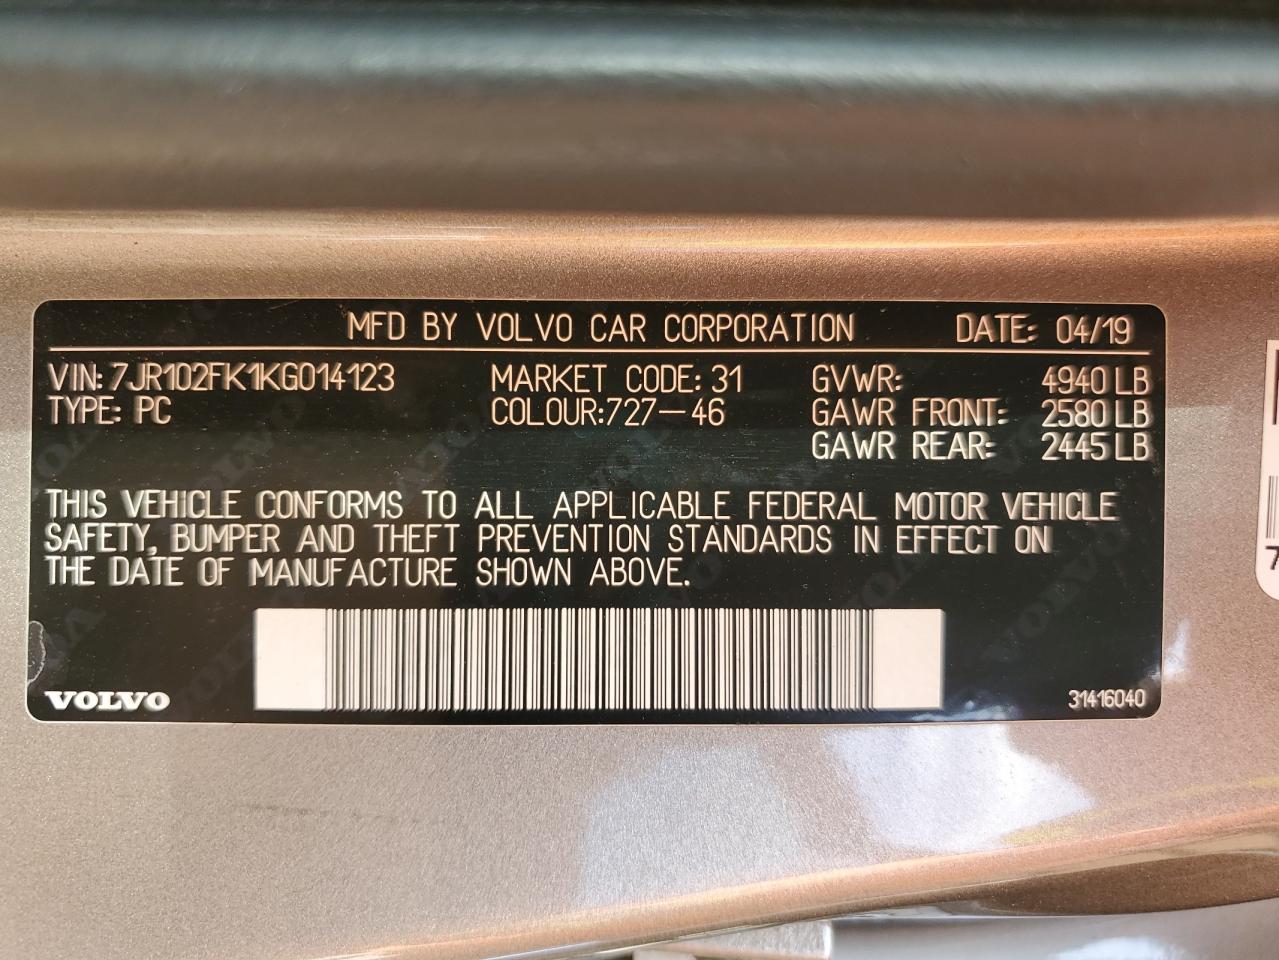 MFD BY VOLVO CAR CORPORATION DATE: 04/19
VIN: 7JR102FK1KG014123 MARKET CODE: 31 GVWR: 4940 LB
TYPE: PC COLOUR:727-46 GAWR FRONT: 2580 LB
GAWR REAR: 2445 LB
THIS VEHICLE CONFORMS TO ALL APPLICABLE FEDERAL MOTOR VEHICLE
SAFETY, BUMPER AND THEFT PREVENTION STANDARDS IN EFFECT ON
THE DATE OF MANUFACTURE SHOWN ABOVE.
VOLVO 31416040
7